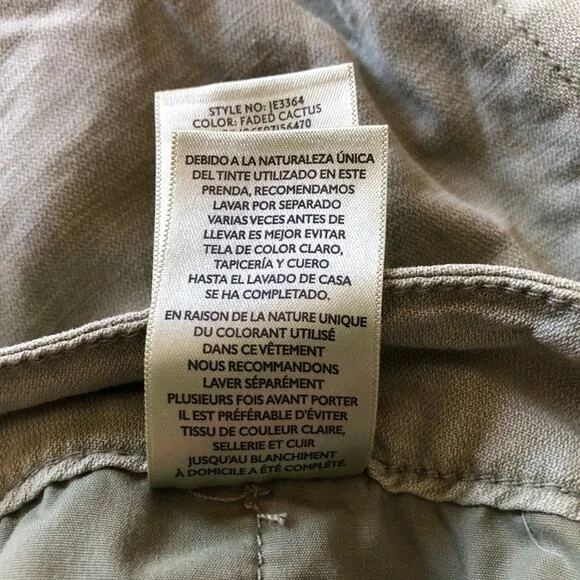 STYLE NO: JE3364
COLOR: FADED CACTUS
DEBIDO A LA NATURALEZA ÚNICA
DEL TINTE UTILIZADO EN ESTE
PRENDA, RECOMENDAMOS
LAVAR POR SEPARADO
VARIAS VECES ANTES DE
LLEVAR ES MEJOR EVITAR
TELA DE COLOR CLARO,
TAPICERÍA Y CUERO
HASTA EL LAVADO DE CASA
SE HA COMPLETADO.
EN RAISON DE LA NATURE UNIQUE
DU COLORANT UTILISÉ
DANS CE VÊTEMENT
NOUS RECOMMANDONS
LAVER SÉPARÉMENT
PLUSIEURS FOIS AVANT PORTER
IL EST PRÉFÉRABLE D'ÉVITER
TISSU DE COULEUR CLAIRE,
SELLERIE ET CUIR
JUSQU'AU BLANCHIMENT
À DOMICILE A ÉTÉ COMPLÉTÉ.